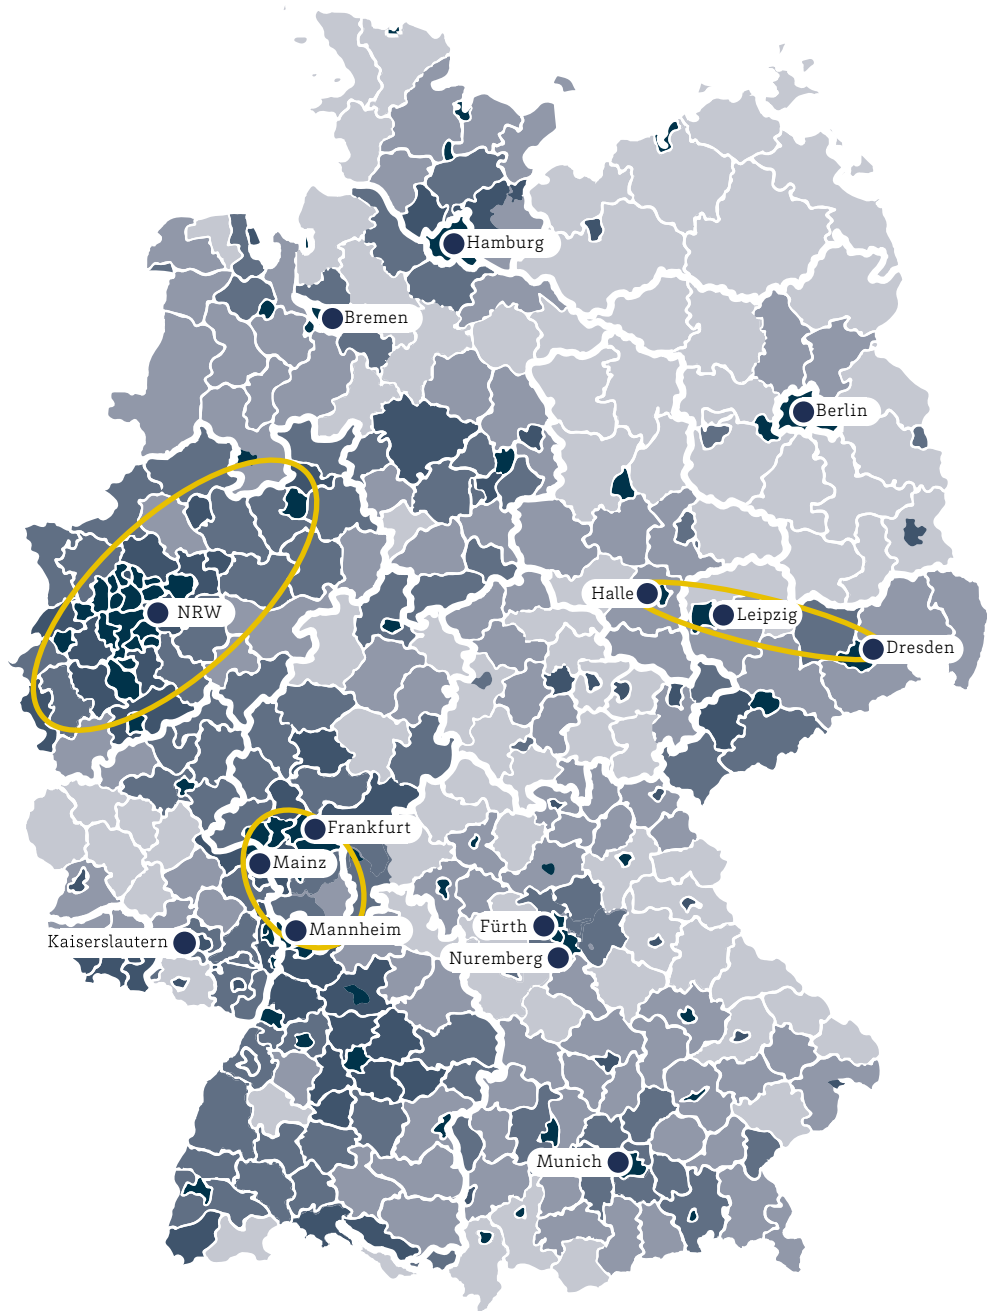 Hamburg
Bremen
Berlin
Halle
NRW
Leipzig
Dresden
Frankfurt
Mainz
Fürth
Mannheim
Kaiserslautern
Nuremberg
Munich